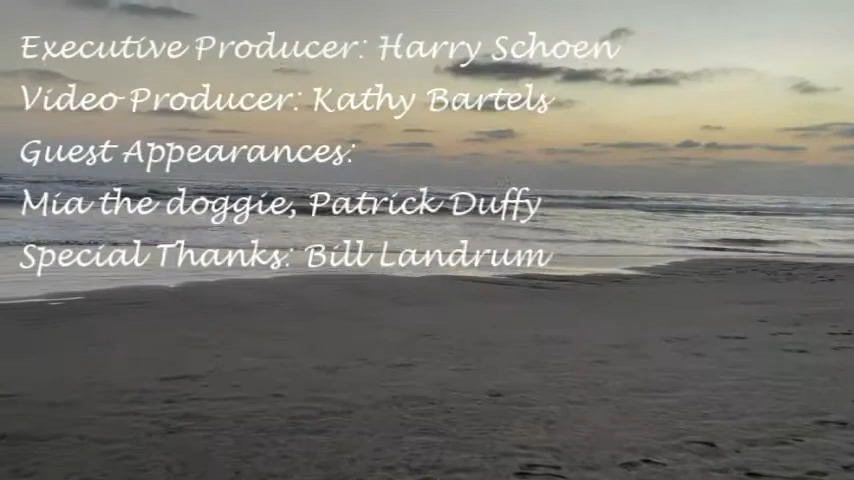 Executive Producer: Harry Schoen
Video Producer: Kathy Bartels
Guest Appearances:
Mia the doggie, Patrick Duffy
Special Thanks: Bill Landrum